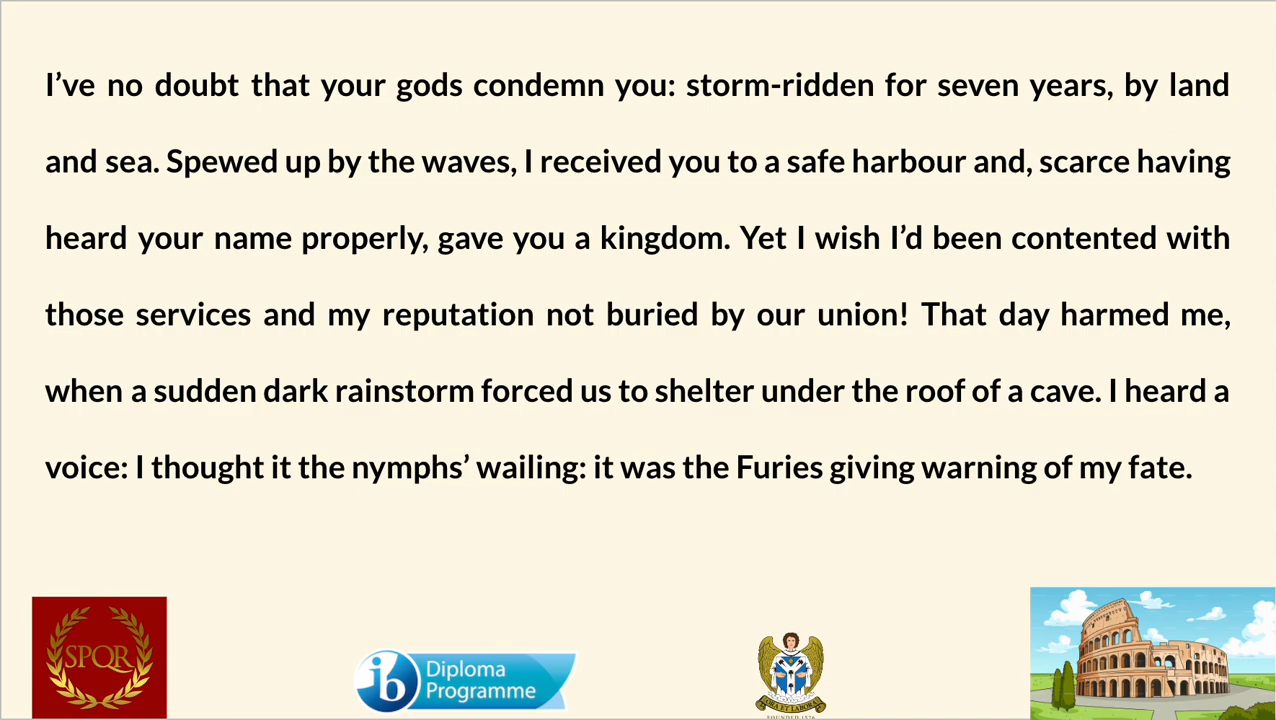 I’ve no doubt that your gods condemn you: storm-ridden for seven years, by land
and sea. Spewed up by the waves, I received you to a safe harbour and, scarce having
heard your name properly, gave you a kingdom. Yet I wish I’d been contented with
those services and my reputation not buried by our union! That day harmed me,
when a sudden dark rainstorm forced us to shelter under the roof of a cave. I heard a
voice: I thought it the nymphs’ wailing: it was the Furies giving warning of my fate.
SPQR
ib Diploma
Programme
ORA ET LABORA